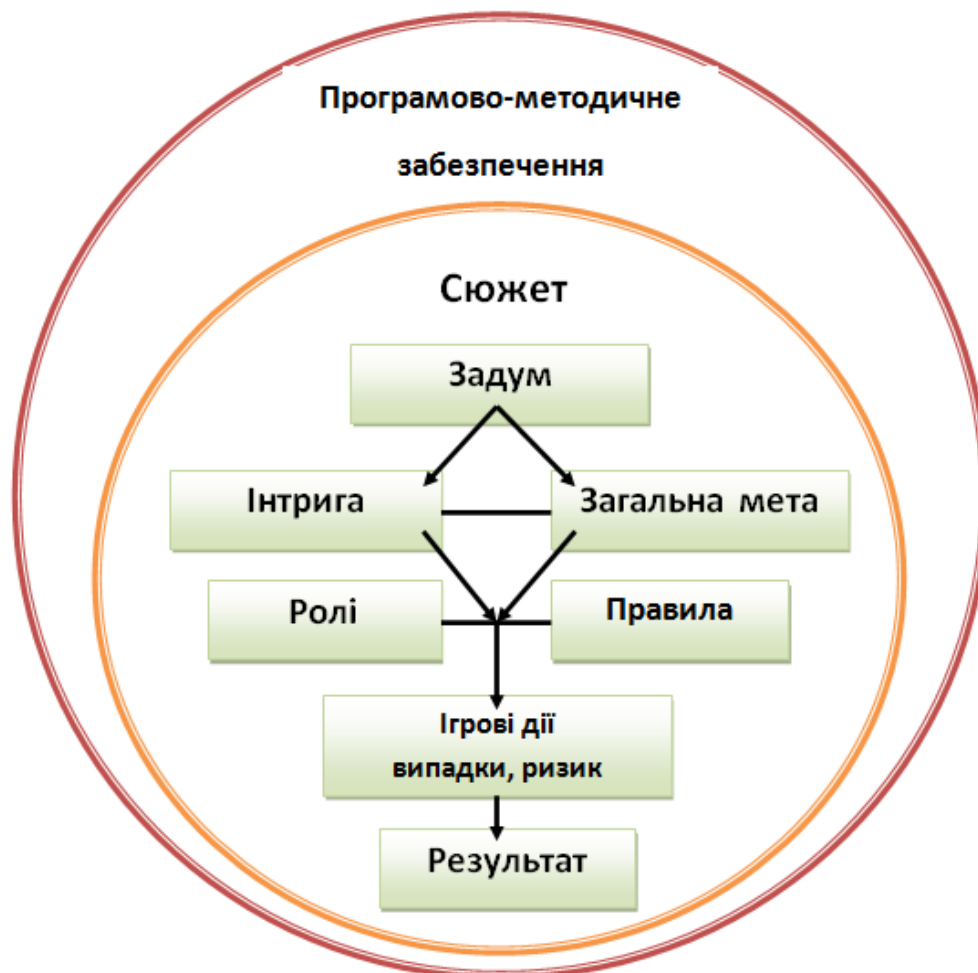 Програмово-методичне
забезпечення
Сюжет
Задум
Інтрига
Загальна мета
Ролі
Правила
Ігрові дії
випадки, ризик
Результат